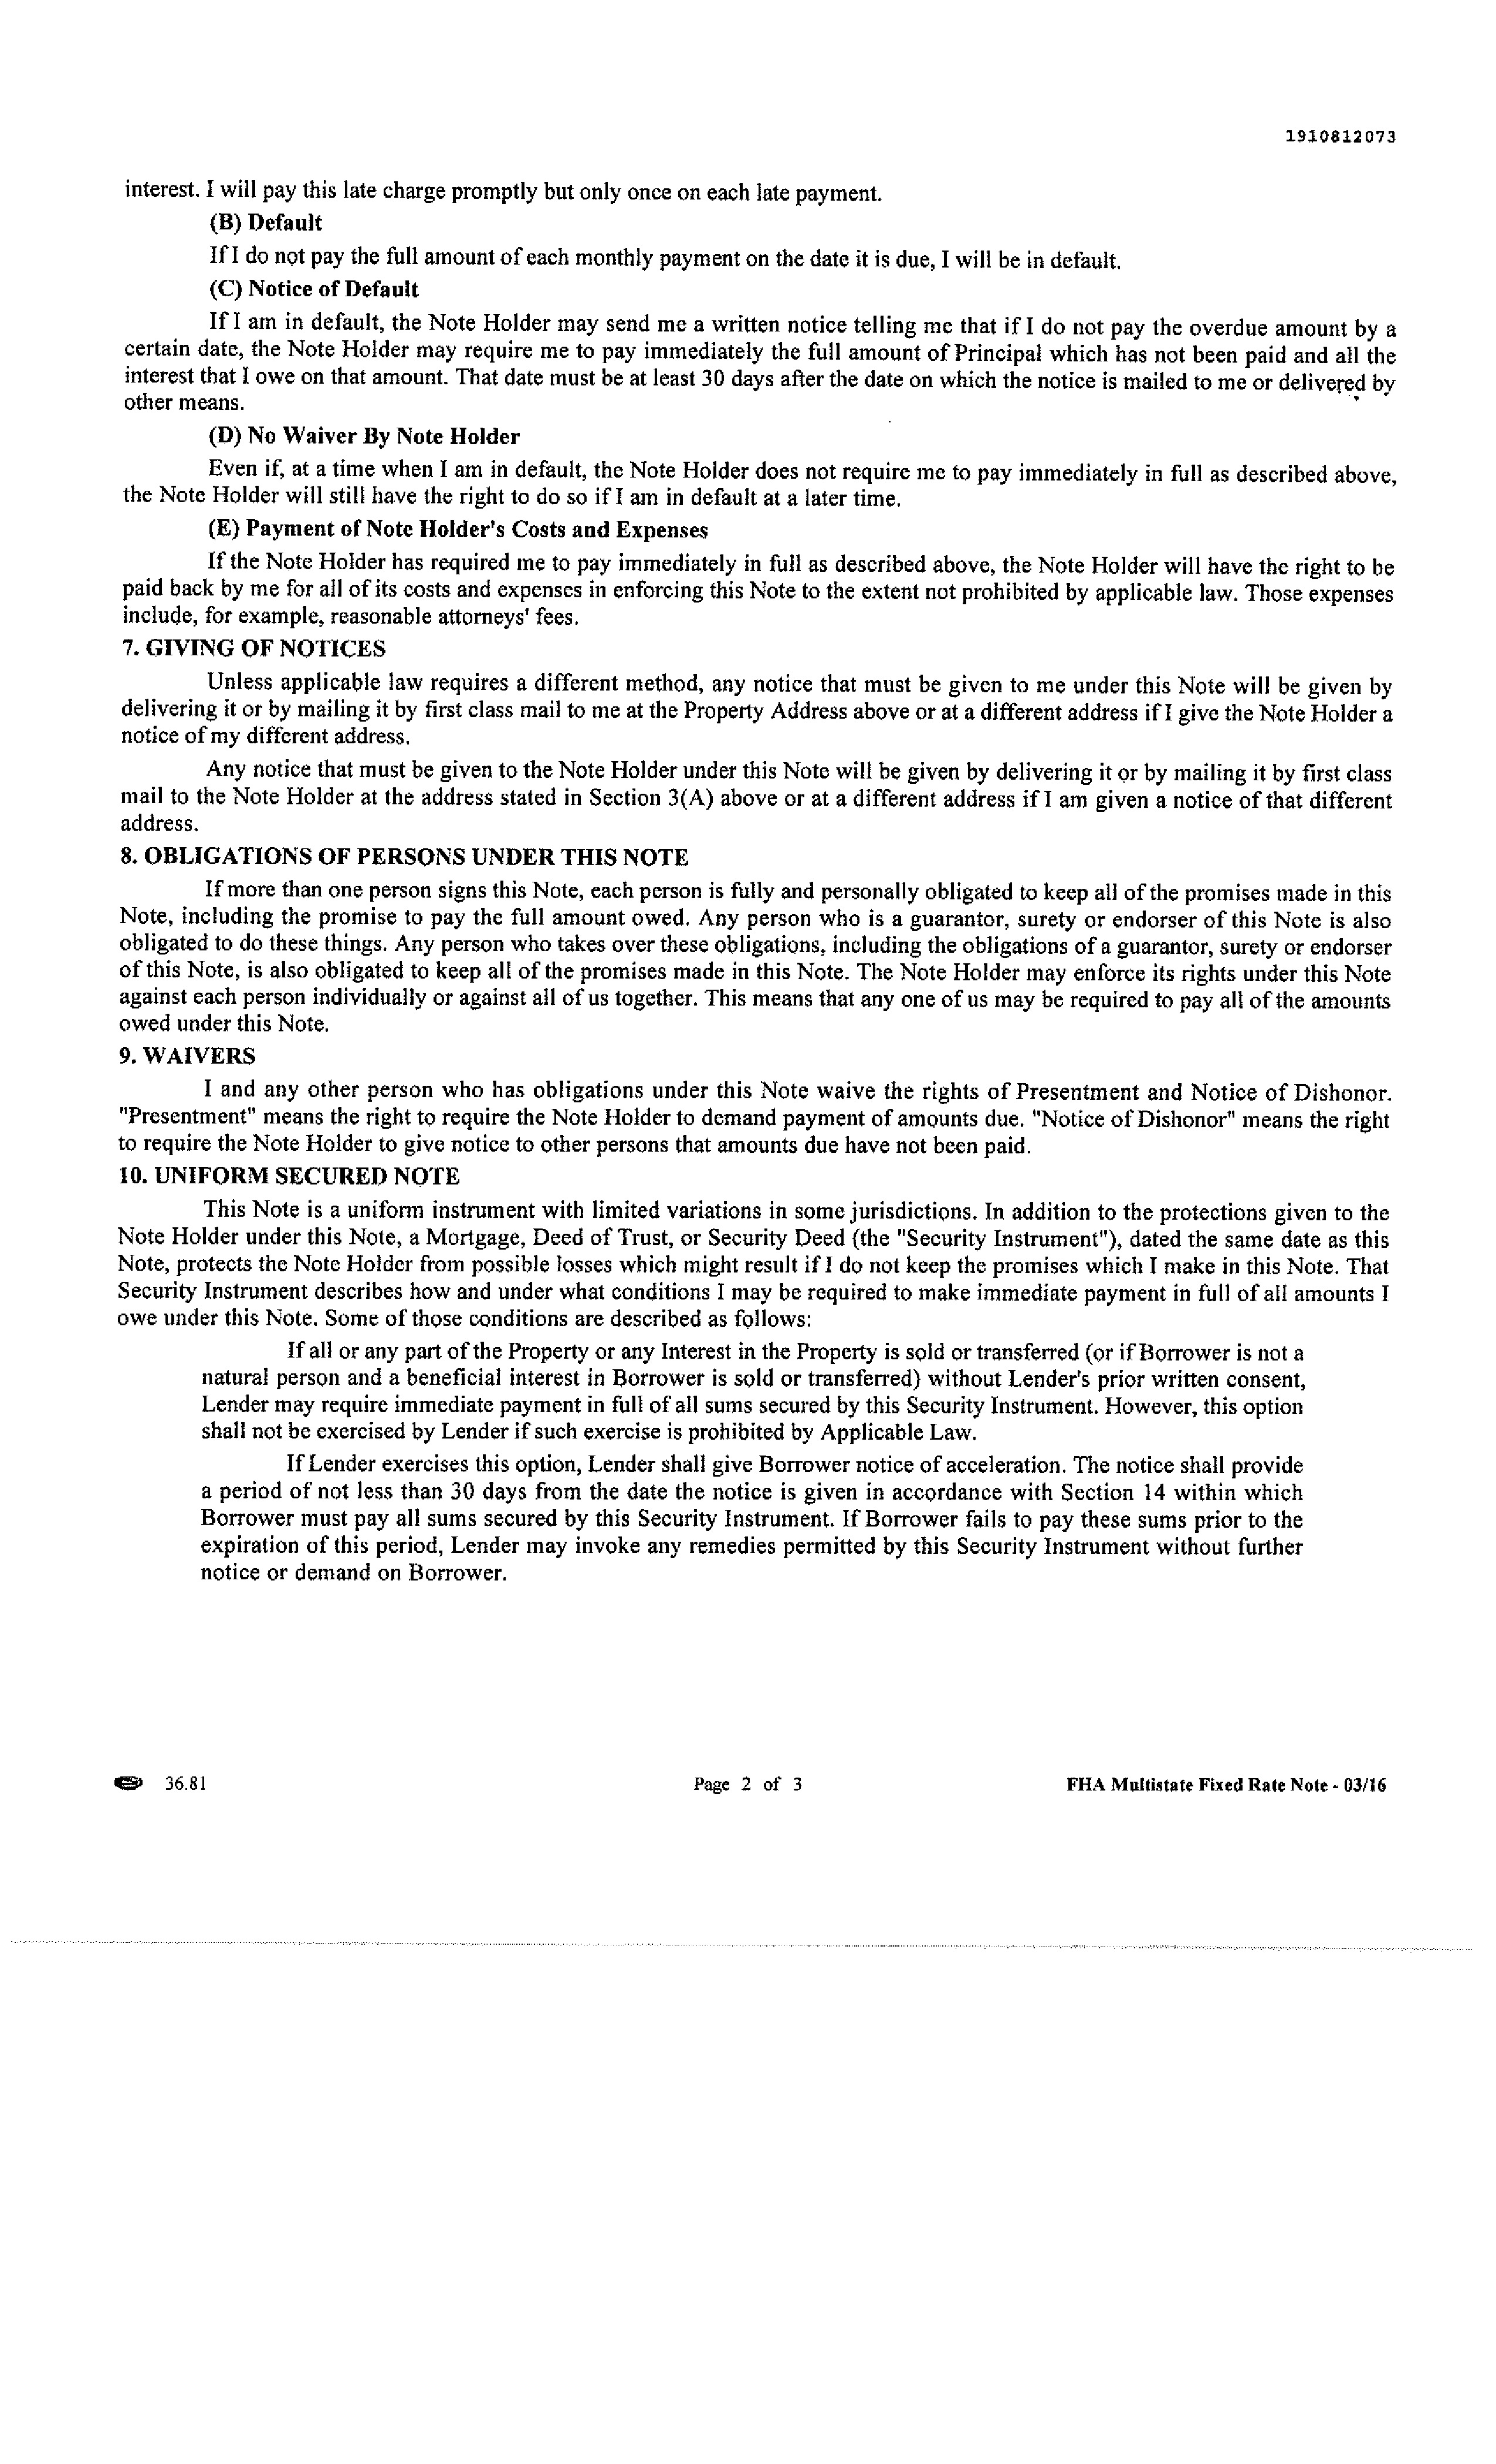 1910812073
interest. I will pay this late charge promptly but only once on each late payment.
(B) Default
If I do not pay the full amount of each monthly payment on the date it is due, I will be in default.
(C) Notice of Default
If I am in default, the Note Holder may send me a written notice telling me that if I do not pay the overdue amount by a
certain date, the Note Holder may require me to pay immediately the full amount of Principal which has not been paid and all the
interest that I owe on that amount. That date must be at least 30 days after the date on which the notice is mailed to me or delivered by
other means.
(D) No Waiver By Note Holder
Even if, at a time when I am in default, the Note Holder does not require me to pay immediately in full as described above,
the Note Holder will still have the right to do so if I am in default at a later time.
(E) Payment of Note Holder's Costs and Expenses
If the Note Holder has required me to pay immediately in full as described above, the Note Holder will have the right to be
paid back by me for all of its costs and expenses in enforcing this Note to the extent not prohibited by applicable law. Those expenses
include, for example, reasonable attorneys' fees.
7. GIVING OF NOTICES
Unless applicable law requires a different method, any notice that must be given to me under this Note will be given by
delivering it or by mailing it by first class mail to me at the Property Address above or at a different address if I give the Note Holder a
notice of my different address.
Any notice that must be given to the Note Holder under this Note will be given by delivering it or by mailing it by first class
mail to the Note Holder at the address stated in Section 3(A) above or at a different address if I am given a notice of that different
address.
8. OBLIGATIONS OF PERSONS UNDER THIS NOTE
If more than one person signs this Note, each person is fully and personally obligated to keep all of the promises made in this
Note, including the promise to pay the full amount owed. Any person who is a guarantor, surety or endorser of this Note is also
obligated to do these things. Any person who takes over these obligations, including the obligations of a guarantor, surety or endorser
of this Note, is also obligated to keep all of the promises made in this Note. The Note Holder may enforce its rights under this Note
against each person individually or against all of us together. This means that any one of us may be required to pay all of the amounts
owed under this Note.
9. WAIVERS
I and any other person who has obligations under this Note waive the rights of Presentment and Notice of Dishonor.
"Presentment" means the right to require the Note Holder to demand payment of amounts due. "Notice of Dishonor" means the right
to require the Note Holder to give notice to other persons that amounts due have not been paid.
10. UNIFORM SECURED NOTE
This Note is a uniform instrument with limited variations in some jurisdictions. In addition to the protections given to the
Note Holder under this Note, a Mortgage, Deed of Trust, or Security Deed (the "Security Instrument"), dated the same date as this
Note, protects the Note Holder from possible losses which might result if I do not keep the promises which I make in this Note. That
Security Instrument describes how and under what conditions I may be required to make immediate payment in full of all amounts I
owe under this Note. Some of those conditions are described as follows:
If all or any part of the Property or any Interest in the Property is sold or transferred (or if Borrower is not a
natural person and a beneficial interest in Borrower is sold or transferred) without Lender's prior written consent,
Lender may require immediate payment in full of all sums secured by this Security Instrument. However, this option
shall not be exercised by Lender if such exercise is prohibited by Applicable Law.
If Lender exercises this option, Lender shall give Borrower notice of acceleration. The notice shall provide
a period of not less than 30 days from the date the notice is given in accordance with Section 14 within which
Borrower must pay all sums secured by this Security Instrument. If Borrower fails to pay these sums prior to the
expiration of this period, Lender may invoke any remedies permitted by this Security Instrument without further
notice or demand on Borrower.
36.81 Page 2 of 3 FHA Multistate Fixed Rate Note - 03/16